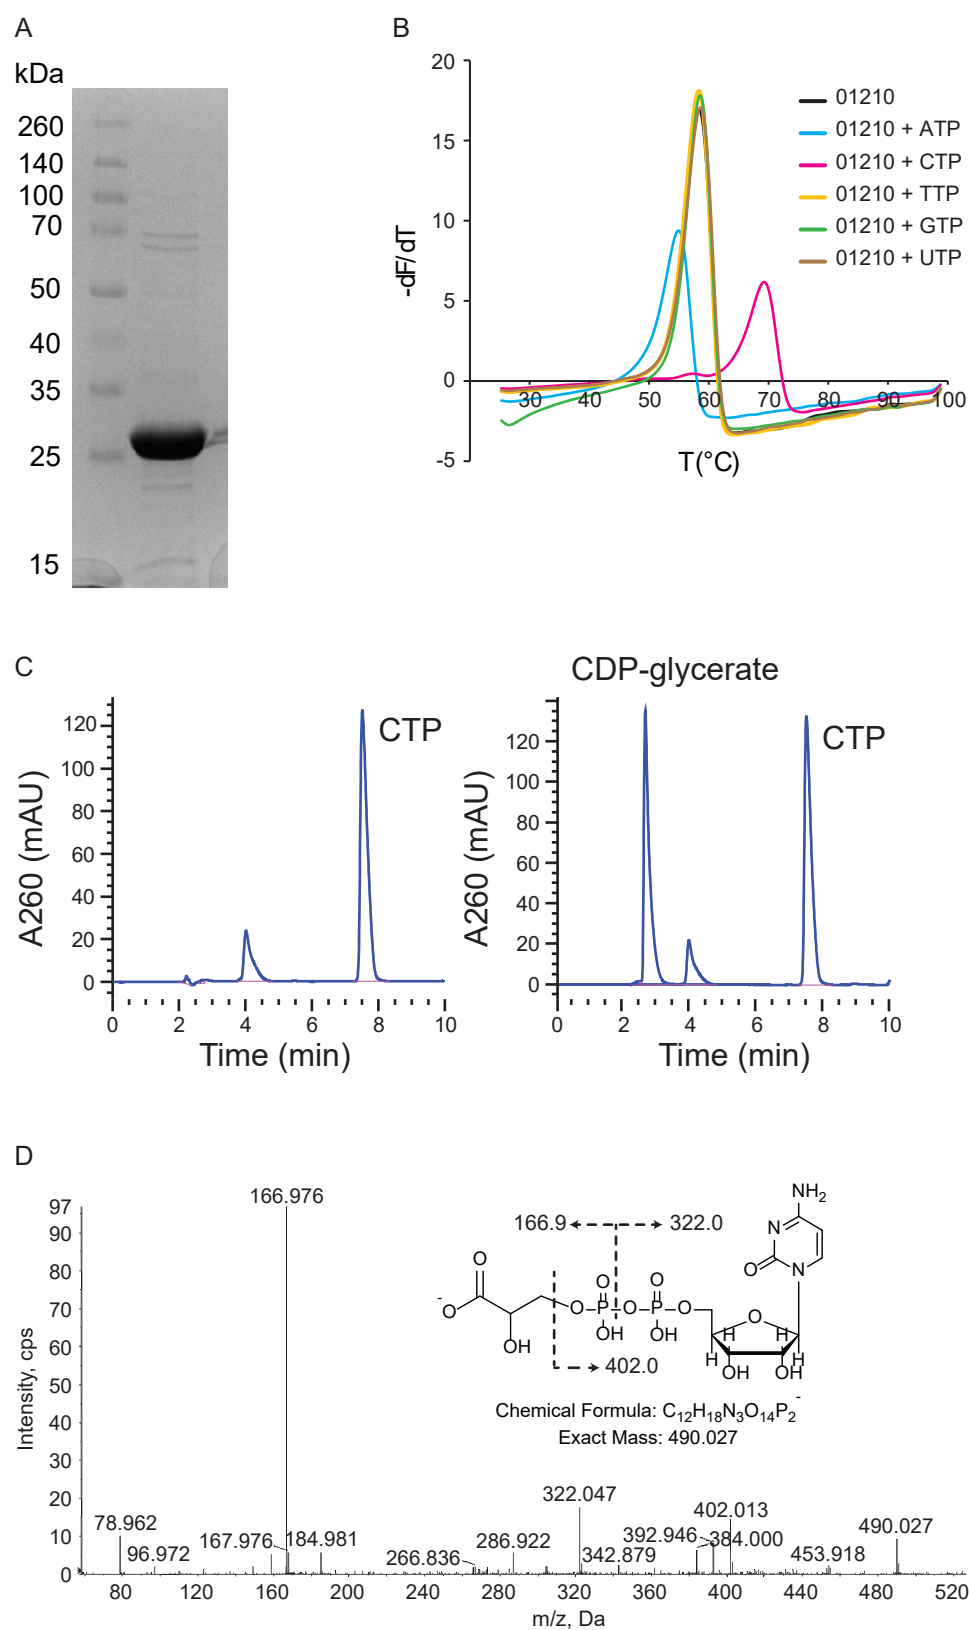 A
kDa
260
140
100
70
50
40
35
25
15
B
20
15
10
5
0
-5
-dF/dT
30 40 50 60 70 80 90 100
T(°C)
01210
01210 + ATP
01210 + CTP
01210 + TTP
01210 + GTP
01210 + UTP
C
CTP
120
100
80
60
40
20
0
A260 (mAU)
0 2 4 6 8 10
Time (min)
CDP-glycerate
CTP
120
100
80
60
40
20
0
A260 (mAU)
0 2 4 6 8 10
Time (min)
D
97
90
80
70
60
50
40
30
20
10
0
Intensity, cps
166.976
78.962
96.972
167.976
184.981
266.836
286.922
322.047
342.879
392.946
384.000
402.013
453.918
490.027
80 120 160 200 240 280 320 360 400 440 480 520
m/z, Da
166.9
322.0
402.0
NH₂
N
O
N
O
⁻O
OH
O
O
P
OH
O
O
P
OH
O
O
H
H
H
H
OH
OH
Chemical Formula: C₁₂H₁₈N₃O₁₄P₂⁻
Exact Mass: 490.027